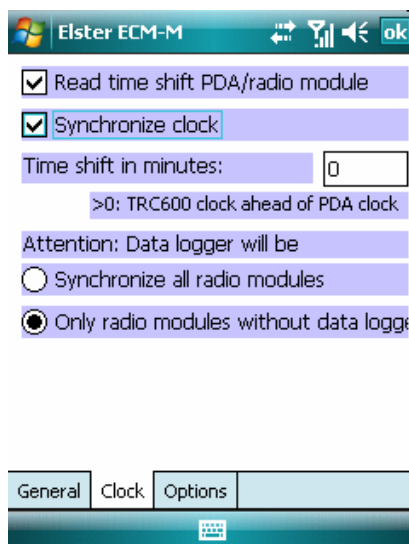 Elster ECM-M ok
Read time shift PDA/radio module
Synchronize clock
Time shift in minutes: 0
>0: TRC600 clock ahead of PDA clock
Attention: Data logger will be
Synchronize all radio modules
Only radio modules without data logge
General Clock Options